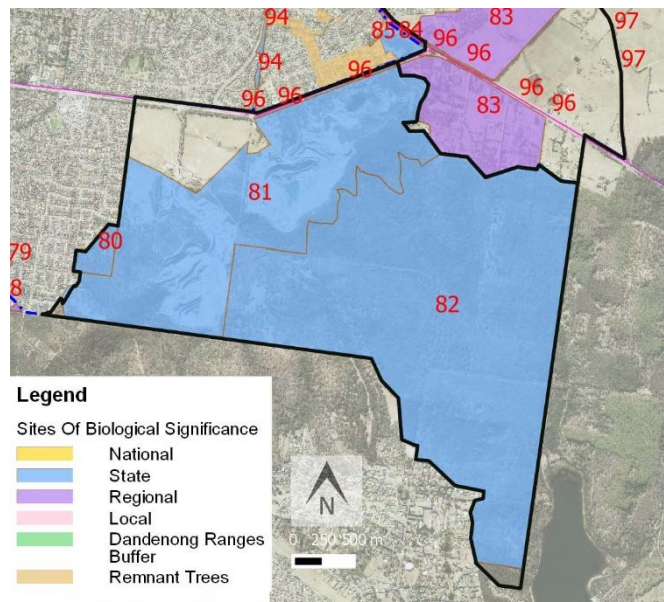 94
85 84
83
97
96
96
97
94
96
96
96
96
96
83
81
80
79
8
82
Legend
Sites Of Biological Significance
National
State
Regional
Local
Dandenong Ranges
Buffer
Remnant Trees
N
0 250 500 m